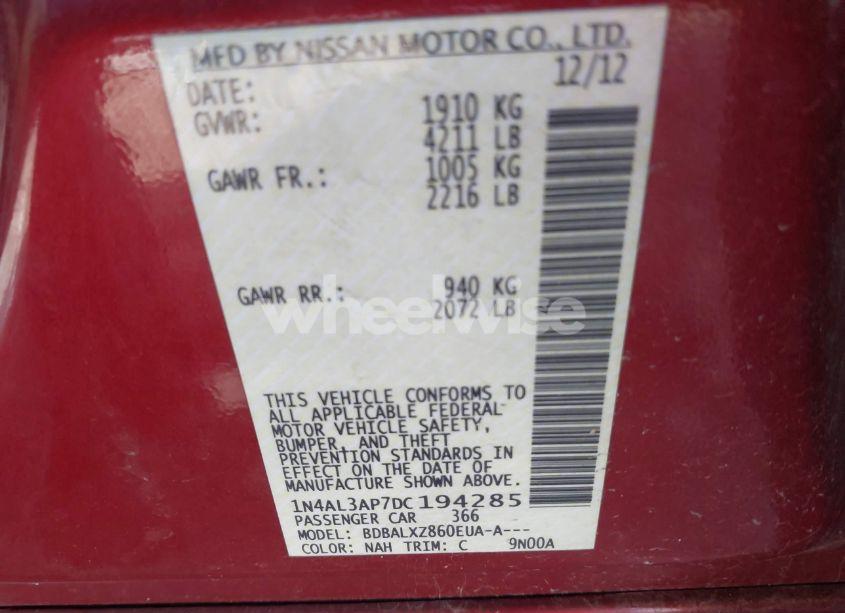 MFD BY NISSAN MOTOR CO., LTD.
DATE: 12/12
GVWR: 1910 KG
4211 LB
GAWR FR.: 1005 KG
2216 LB
GAWR RR.: 940 KG
2072 LB
wheelwise
THIS VEHICLE CONFORMS TO
ALL APPLICABLE FEDERAL
MOTOR VEHICLE SAFETY,
BUMPER, AND THEFT
PREVENTION STANDARDS IN
EFFECT ON THE DATE OF
MANUFACTURE SHOWN ABOVE.
1N4AL3AP7DC194285
PASSENGER CAR 366
MODEL: BDBALXZ860EUA-A---
COLOR: NAH TRIM: C 9N00A